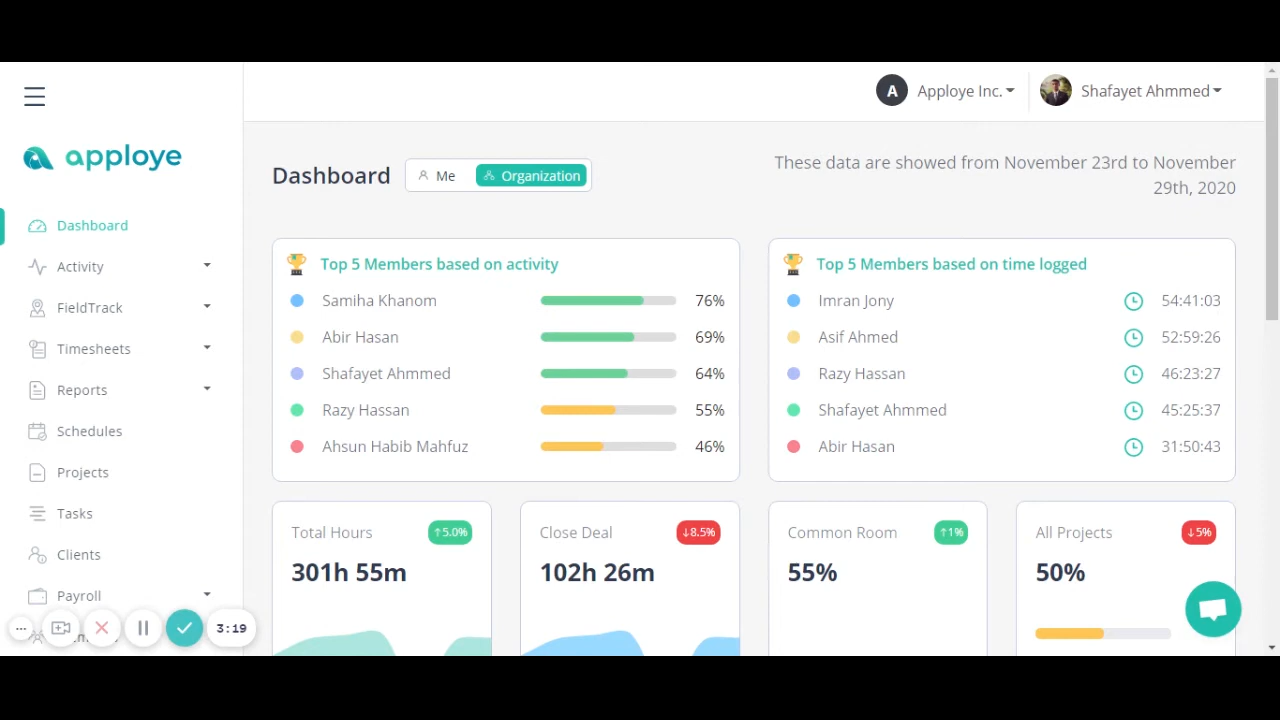 A Apploye Inc. Shafayet Ahmmed
apploye
Dashboard Me Organization
These data are showed from November 23rd to November
29th, 2020
Dashboard
Activity
FieldTrack
Timesheets
Reports
Schedules
Projects
Tasks
Clients
Payroll
3:19
Top 5 Members based on activity
Samiha Khanom 76%
Abir Hasan 69%
Shafayet Ahmmed 64%
Razy Hassan 55%
Ahsun Habib Mahfuz 46%
Top 5 Members based on time logged
Imran Jony 54:41:03
Asif Ahmed 52:59:26
Razy Hassan 46:23:27
Shafayet Ahmmed 45:25:37
Abir Hasan 31:50:43
Total Hours ↑5.0%
301h 55m
Close Deal ↓8.5%
102h 26m
Common Room ↑1%
55%
All Projects ↓5%
50%